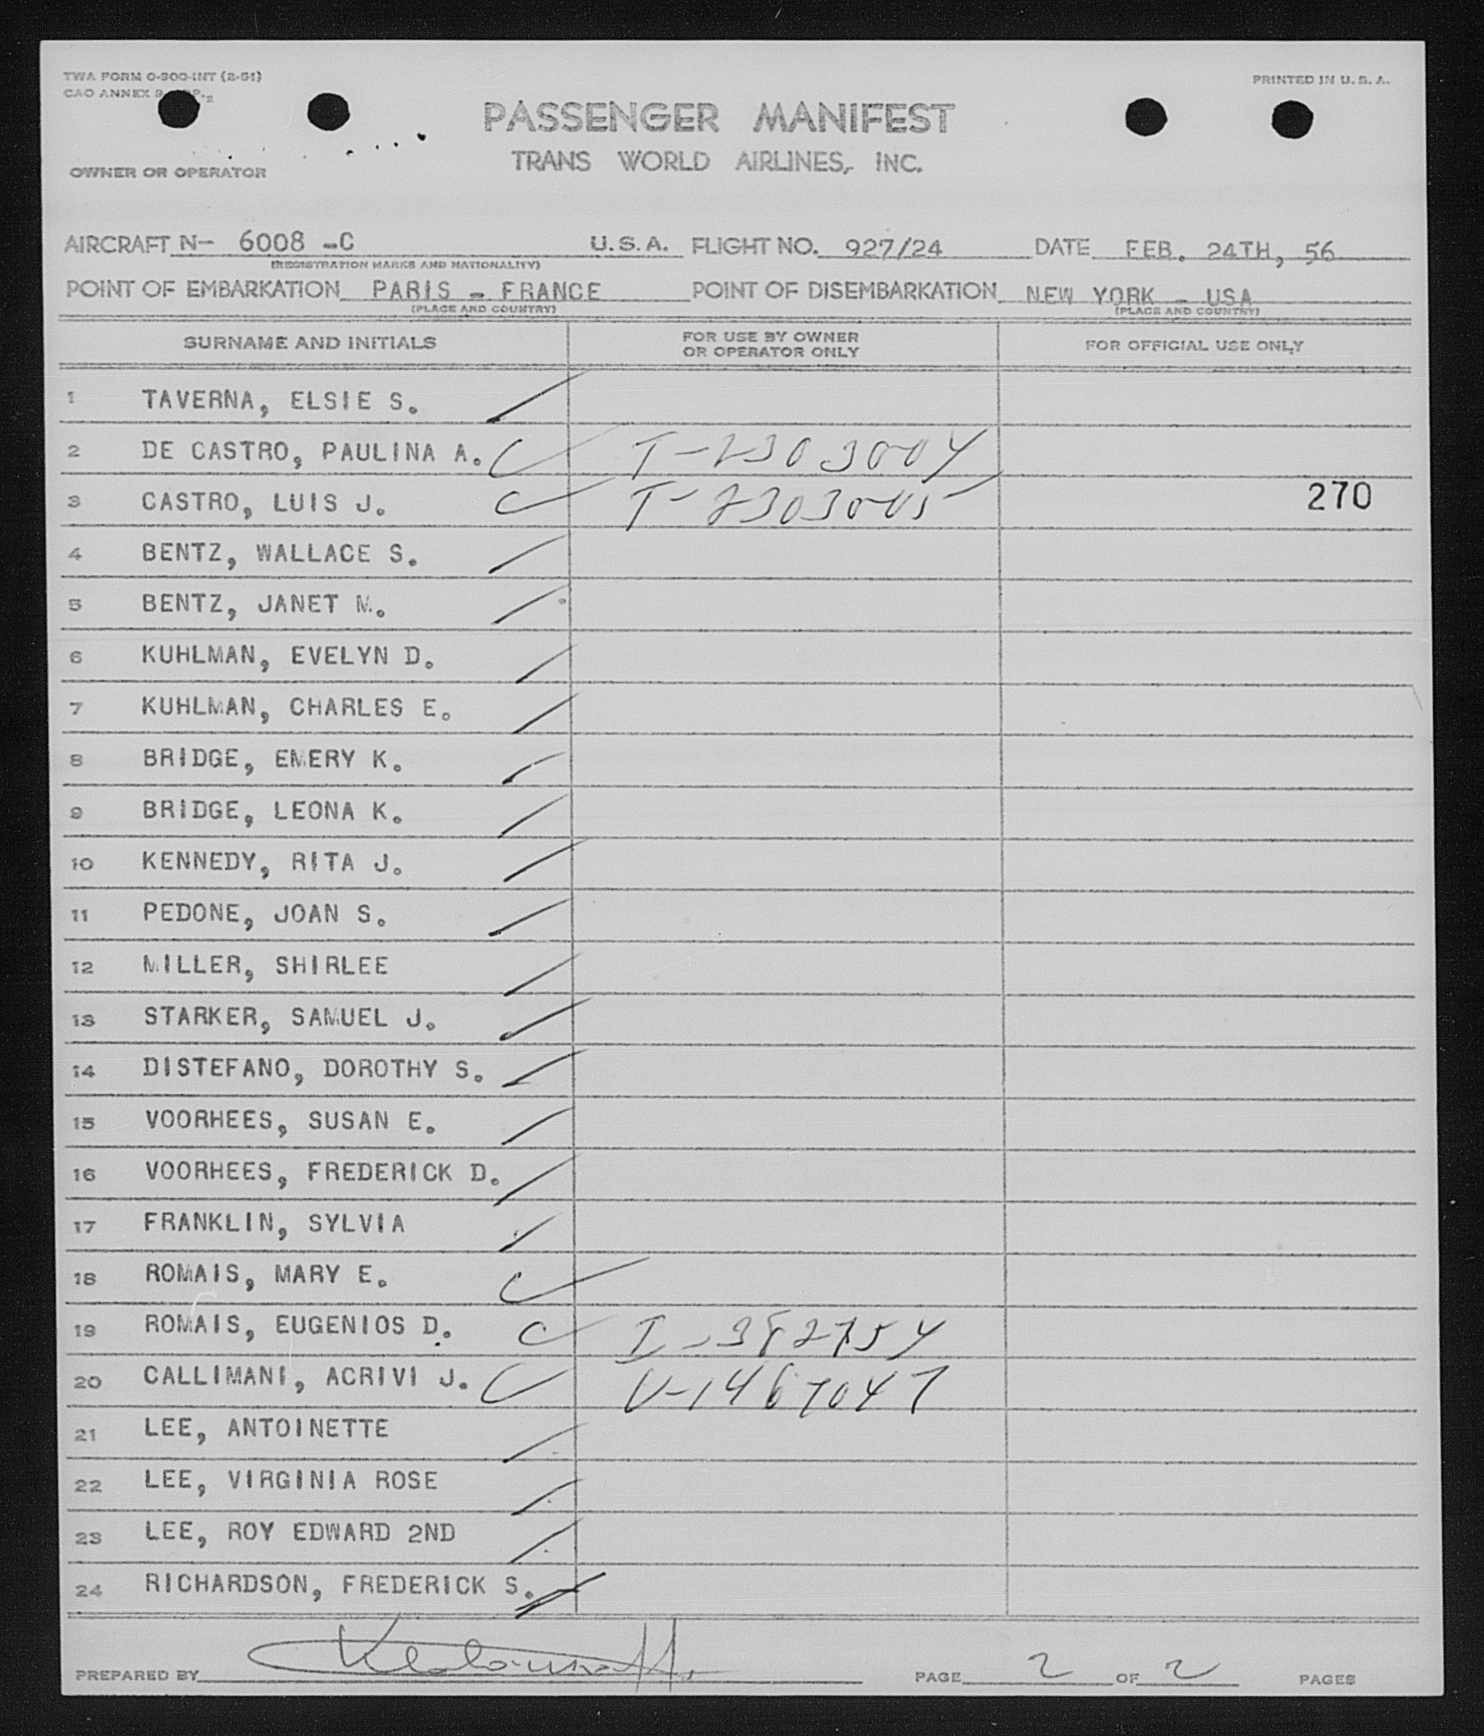 TWA FORM O-300-INT (2-51)
PRINTED IN U. S. A.
CAO ANNEX 9
PASSENGER MANIFEST
TRANS WORLD AIRLINES, INC.
OWNER OR OPERATOR
AIRCRAFT N- 6008 -C U. S. A. FLIGHT NO. 927/24 DATE FEB. 24TH, 56
(REGISTRATION MARKS AND NATIONALITY)
POINT OF EMBARKATION PARIS - FRANCE POINT OF DISEMBARKATION NEW YORK - USA
(PLACE AND COUNTRY) (PLACE AND COUNTRY)
SURNAME AND INITIALS FOR USE BY OWNER OR OPERATOR ONLY FOR OFFICIAL USE ONLY
1 TAVERNA, ELSIE S.
2 DE CASTRO, PAULINA A. T-2303004
3 CASTRO, LUIS J. T-2303005 270
4 BENTZ, WALLACE S.
5 BENTZ, JANET M.
6 KUHLMAN, EVELYN D.
7 KUHLMAN, CHARLES E.
8 BRIDGE, EMERY K.
9 BRIDGE, LEONA K.
10 KENNEDY, RITA J.
11 PEDONE, JOAN S.
12 MILLER, SHIRLEE
13 STARKER, SAMUEL J.
14 DISTEFANO, DOROTHY S.
15 VOORHEES, SUSAN E.
16 VOORHEES, FREDERICK D.
17 FRANKLIN, SYLVIA
18 ROMAIS, MARY E.
19 ROMAIS, EUGENIOS D. I-382754
20 CALLIMANI, ACRIVI J. V-1467047
21 LEE, ANTOINETTE
22 LEE, VIRGINIA ROSE
23 LEE, ROY EDWARD 2ND
24 RICHARDSON, FREDERICK S.
PREPARED BY PAGE 2 OF 2 PAGES